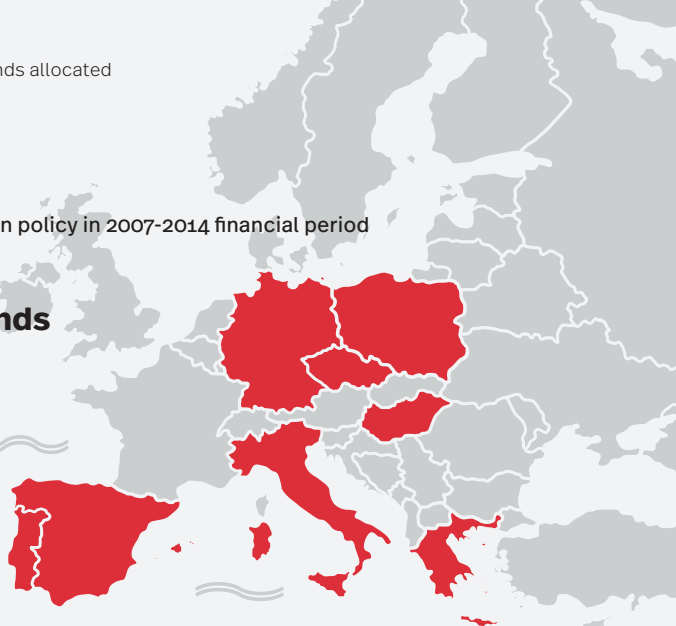 nds allocated
n policy in 2007-2014 financial period
nds